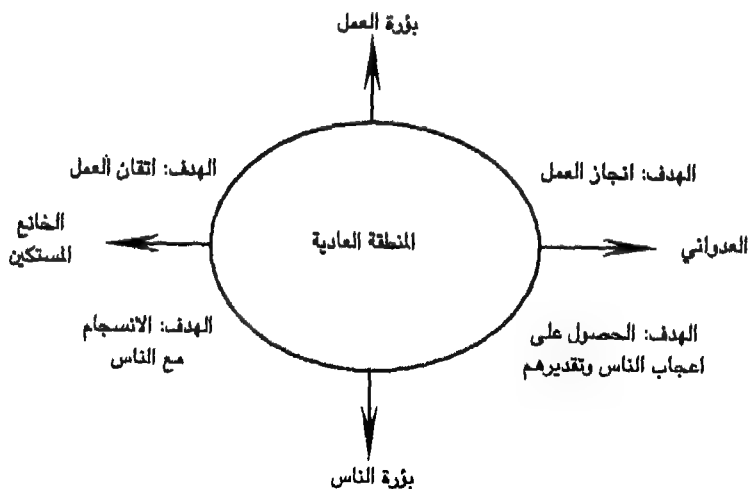 بؤرة العمل
الهدف: انجاز العمل
الهدف: اتقان العمل
العدواني
المنطقة العادية
الخانع
المستكين
الهدف: الحصول على
اعجاب الناس وتقديرهم
الهدف: الانسجام
مع الناس
بؤرة الناس